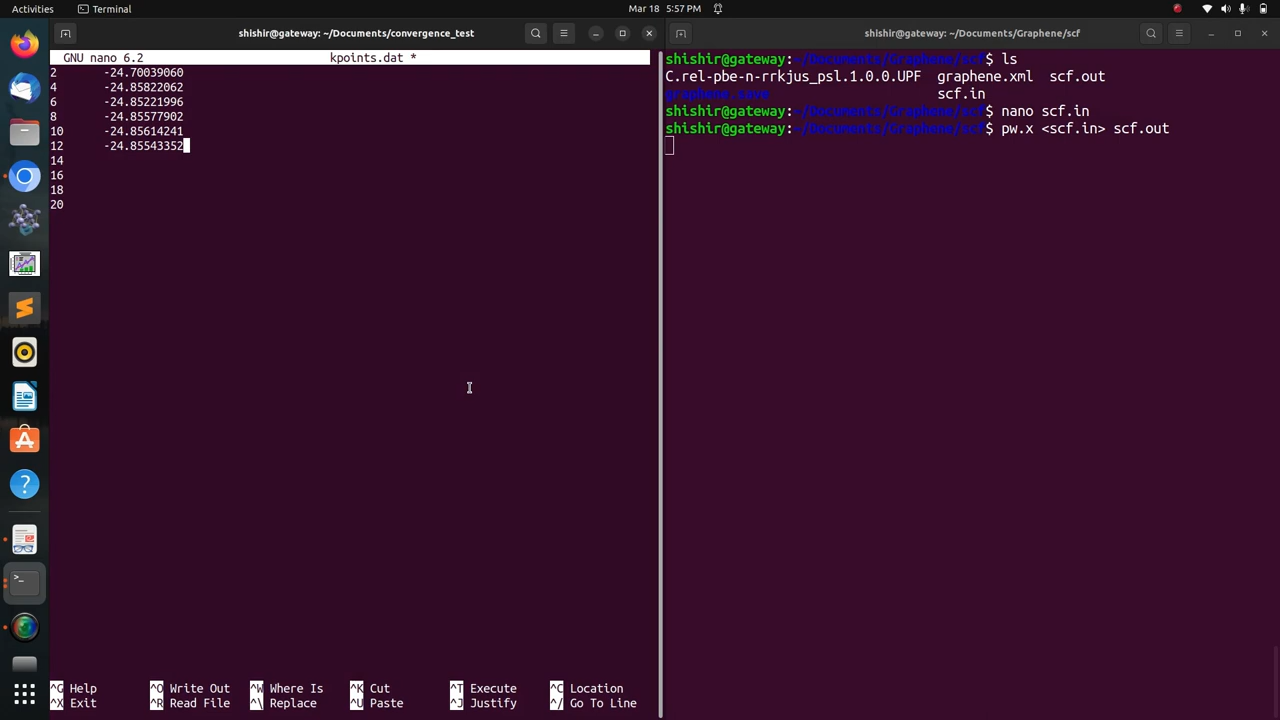 Activities Terminal Mar 18 5:57 PM
shishir@gateway: ~/Documents/convergence_test
GNU nano 6.2 kpoints.dat *
2 -24.70039060
4 -24.85822062
6 -24.85221996
8 -24.85577902
10 -24.85614241
12 -24.85543352
14
16
18
20
^G Help ^O Write Out ^W Where Is ^K Cut ^T Execute ^C Location
^X Exit ^R Read File ^\ Replace ^U Paste ^J Justify ^/ Go To Line
shishir@gateway: ~/Documents/Graphene/scf
shishir@gateway:~/Documents/Graphene/scf$ ls
C.rel-pbe-n-rrkjus_psl.1.0.0.UPF graphene.xml scf.out
graphene.save scf.in
shishir@gateway:~/Documents/Graphene/scf$ nano scf.in
shishir@gateway:~/Documents/Graphene/scf$ pw.x <scf.in> scf.out